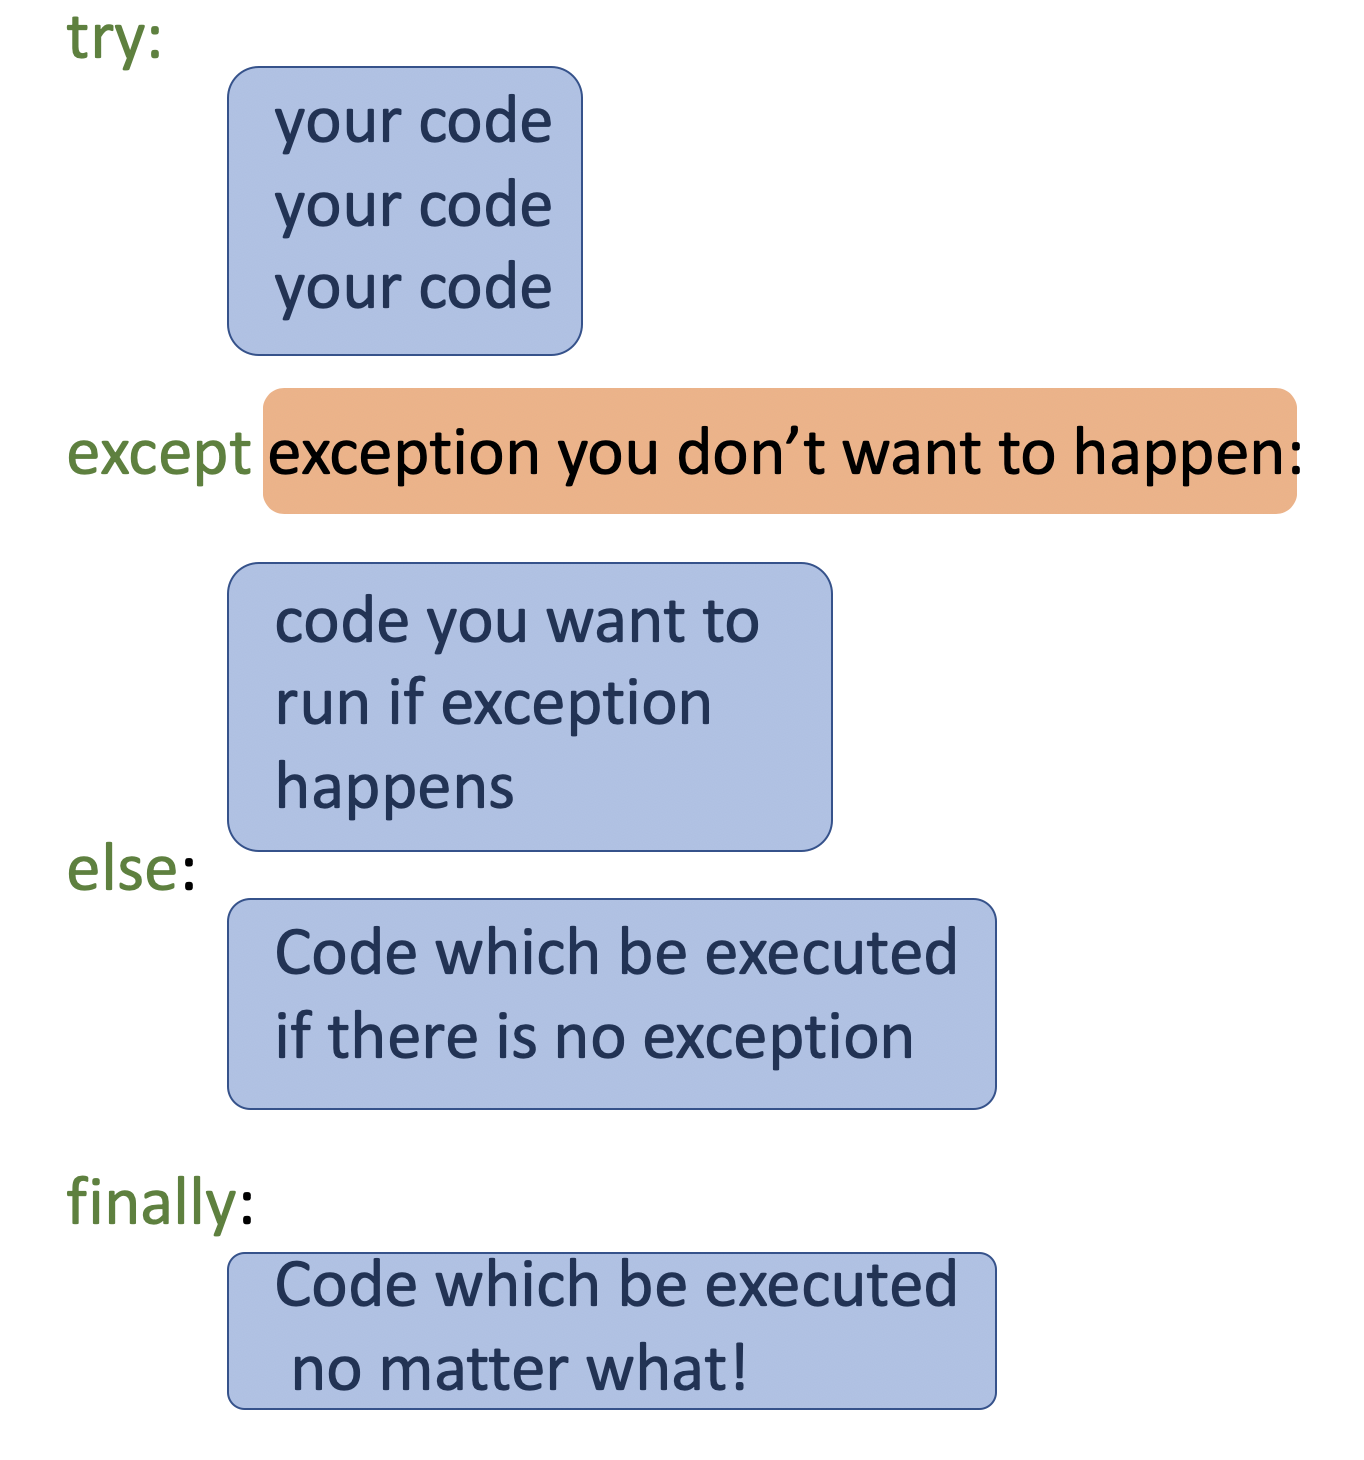 try:
your code
your code
your code
except exception you don’t want to happen:
code you want to
run if exception
happens
else:
Code which be executed
if there is no exception
finally:
Code which be executed
no matter what!